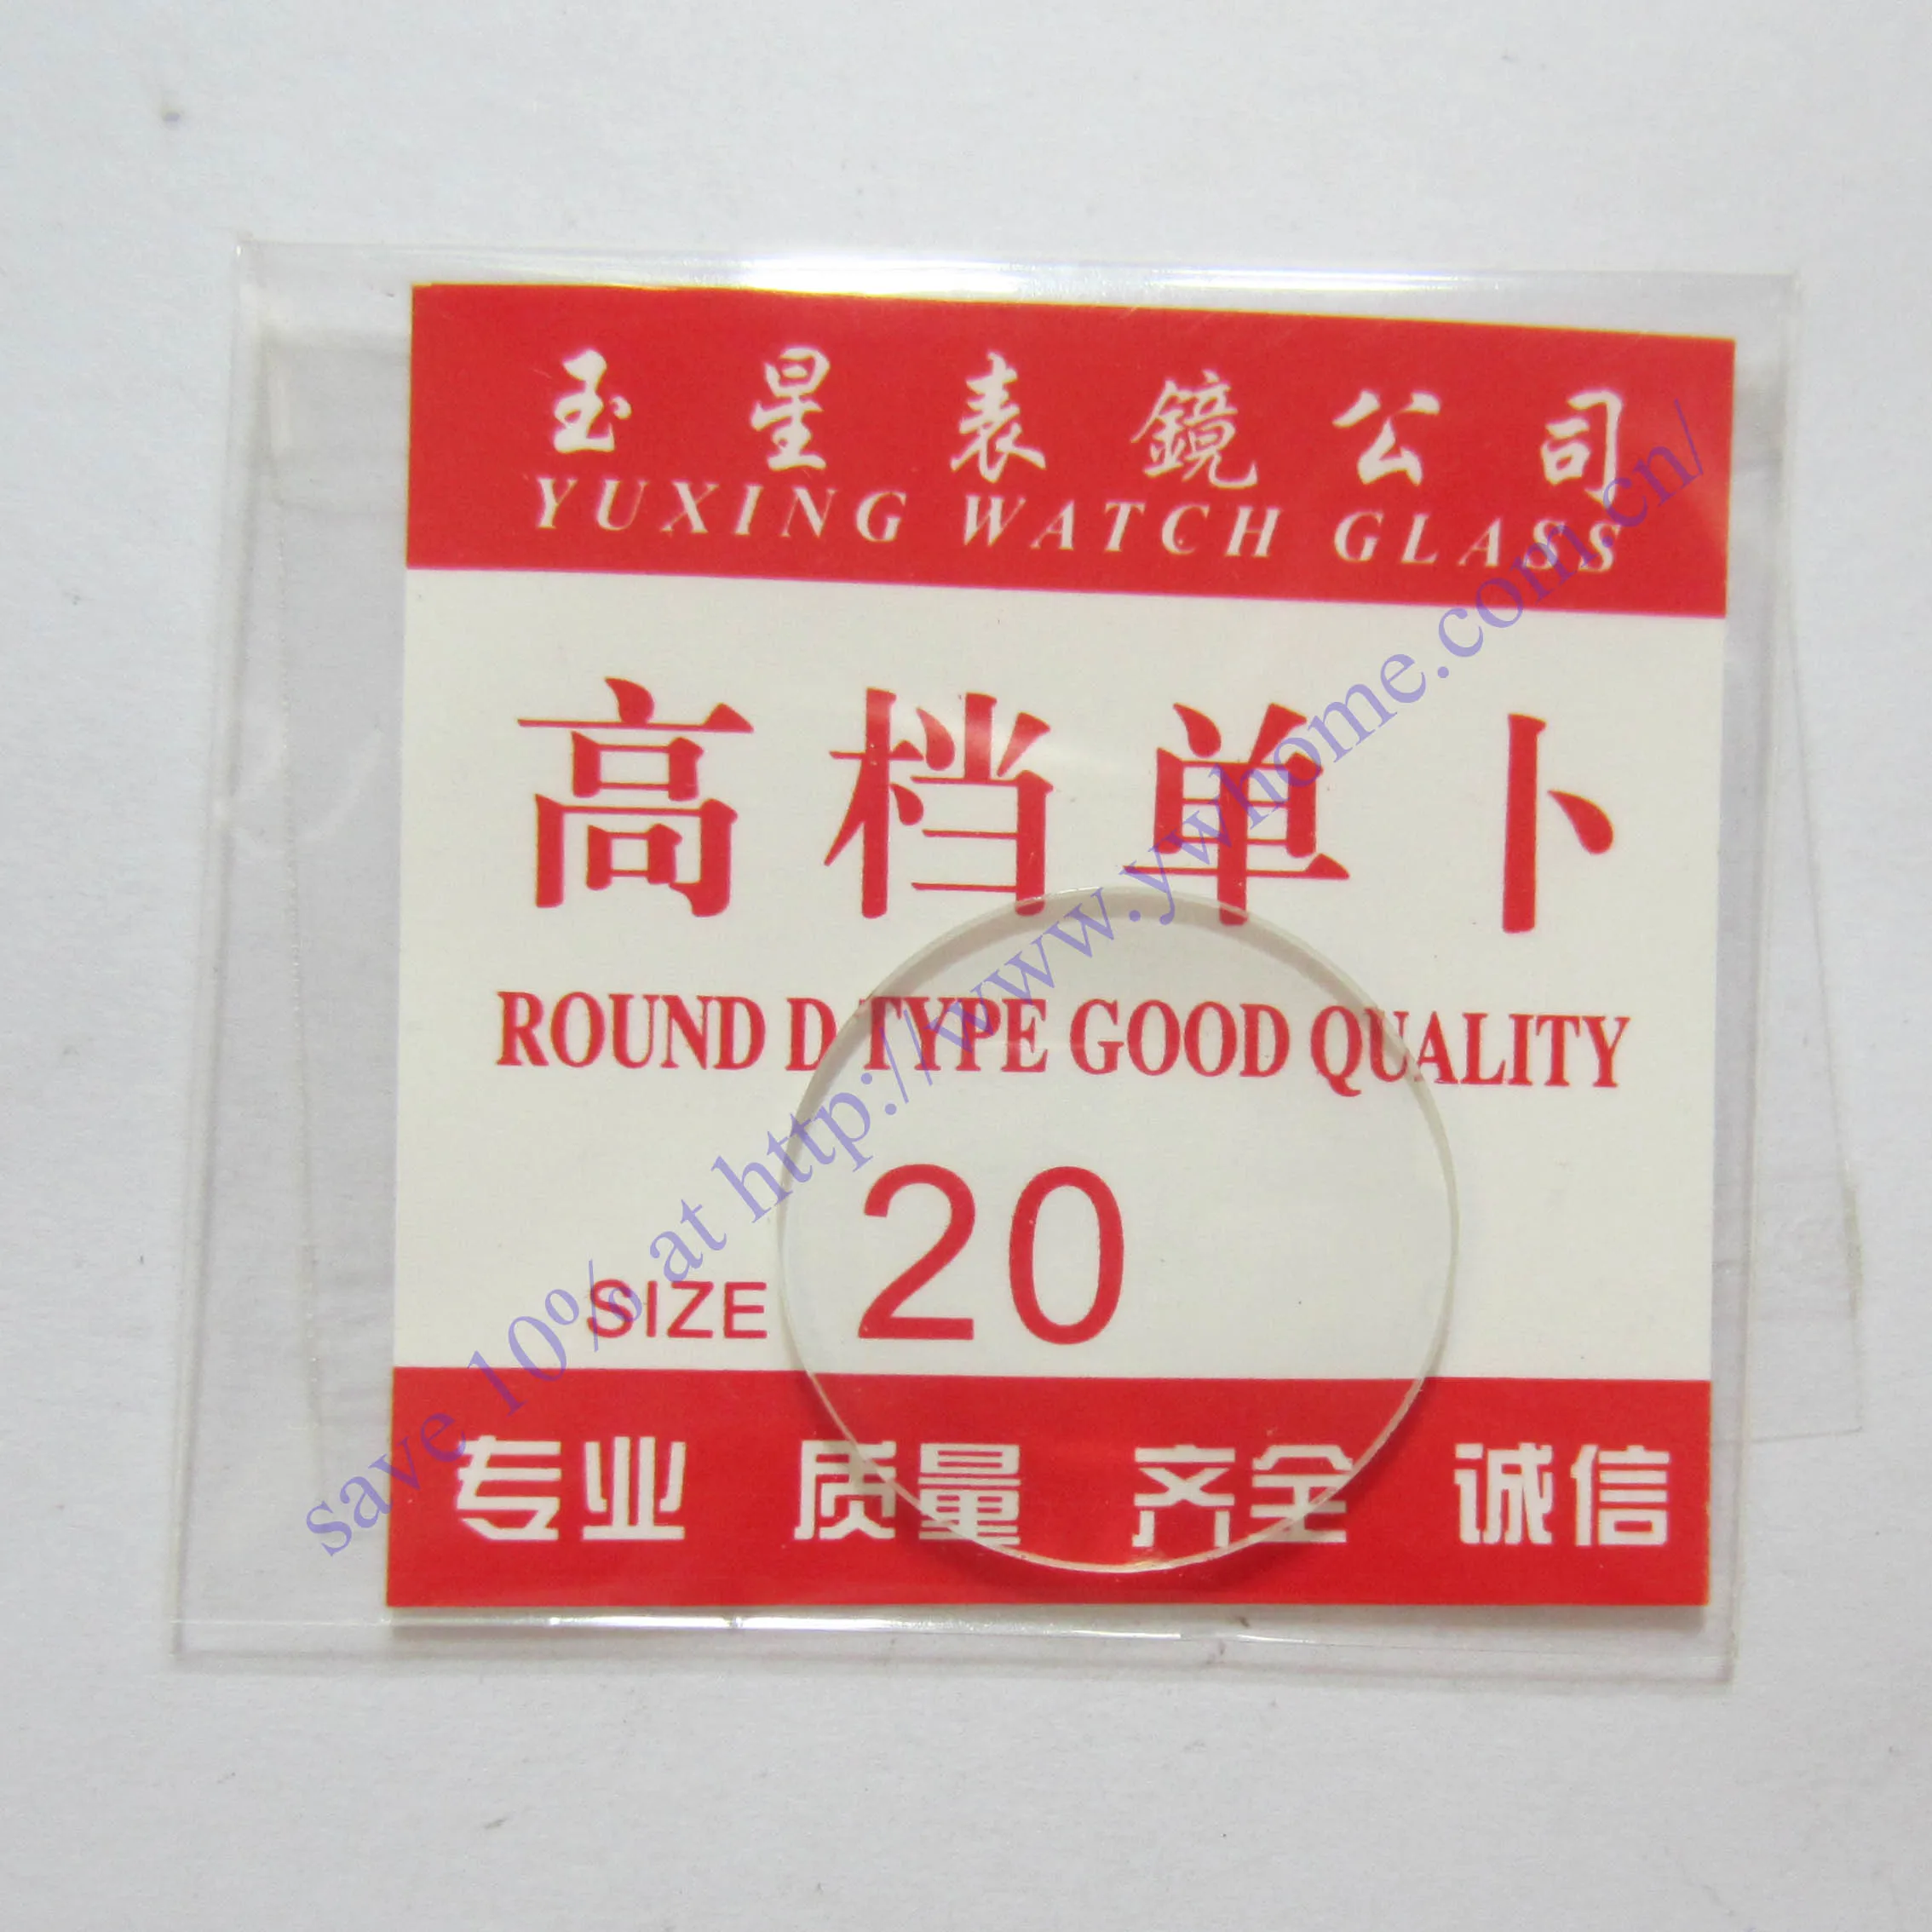 玉星表鏡公司
YUXING WATCH GLASS
高档单卜
ROUND D TYPE GOOD QUALITY
SIZE 20
专业 质量 齐全 诚信
save 10% at http://www.ywhome.com.cn/